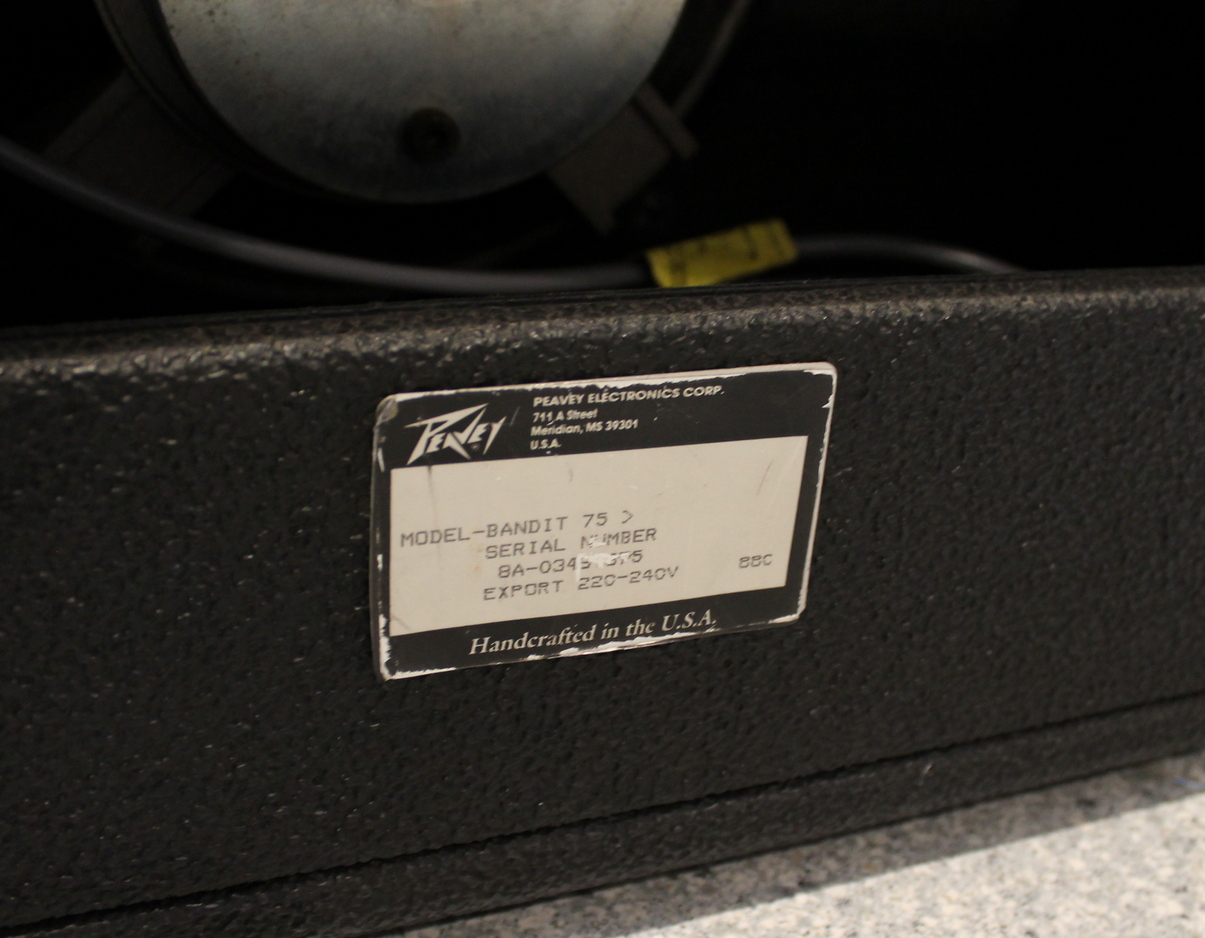 PEAVEY
PEAVEY ELECTRONICS CORP.
711 A Street
Meridian, MS 39301
U.S.A.
MODEL-BANDIT 75 >
SERIAL NUMBER
88C
EXPORT 220-240V
Handcrafted in the U.S.A.